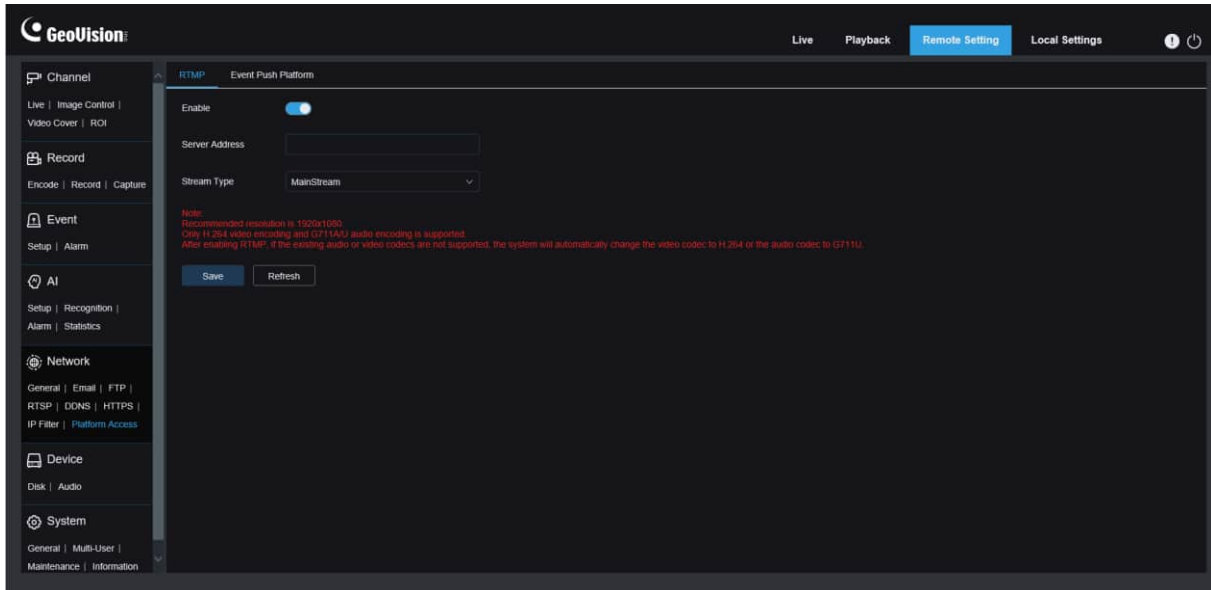 GeoVision
Live Playback Remote Setting Local Settings
Channel
Live | Image Control |
Video Cover | ROI
Record
Encode | Record | Capture
Event
Setup | Alarm
AI
Setup | Recognition |
Alarm | Statistics
Network
General | Email | FTP |
RTSP | DDNS | HTTPS |
IP Filter | Platform Access
Device
Disk | Audio
System
General | Multi-User |
Maintenance | Information
RTMP Event Push Platform
Enable
Server Address
Stream Type MainStream
Note:
Recommended resolution is 1920x1080.
Only H.264 video encoding and G711A/U audio encoding is supported.
After enabling RTMP, if the existing audio or video codecs are not supported, the system will automatically change the video codec to H.264 or the audio codec to G711U.
Save Refresh